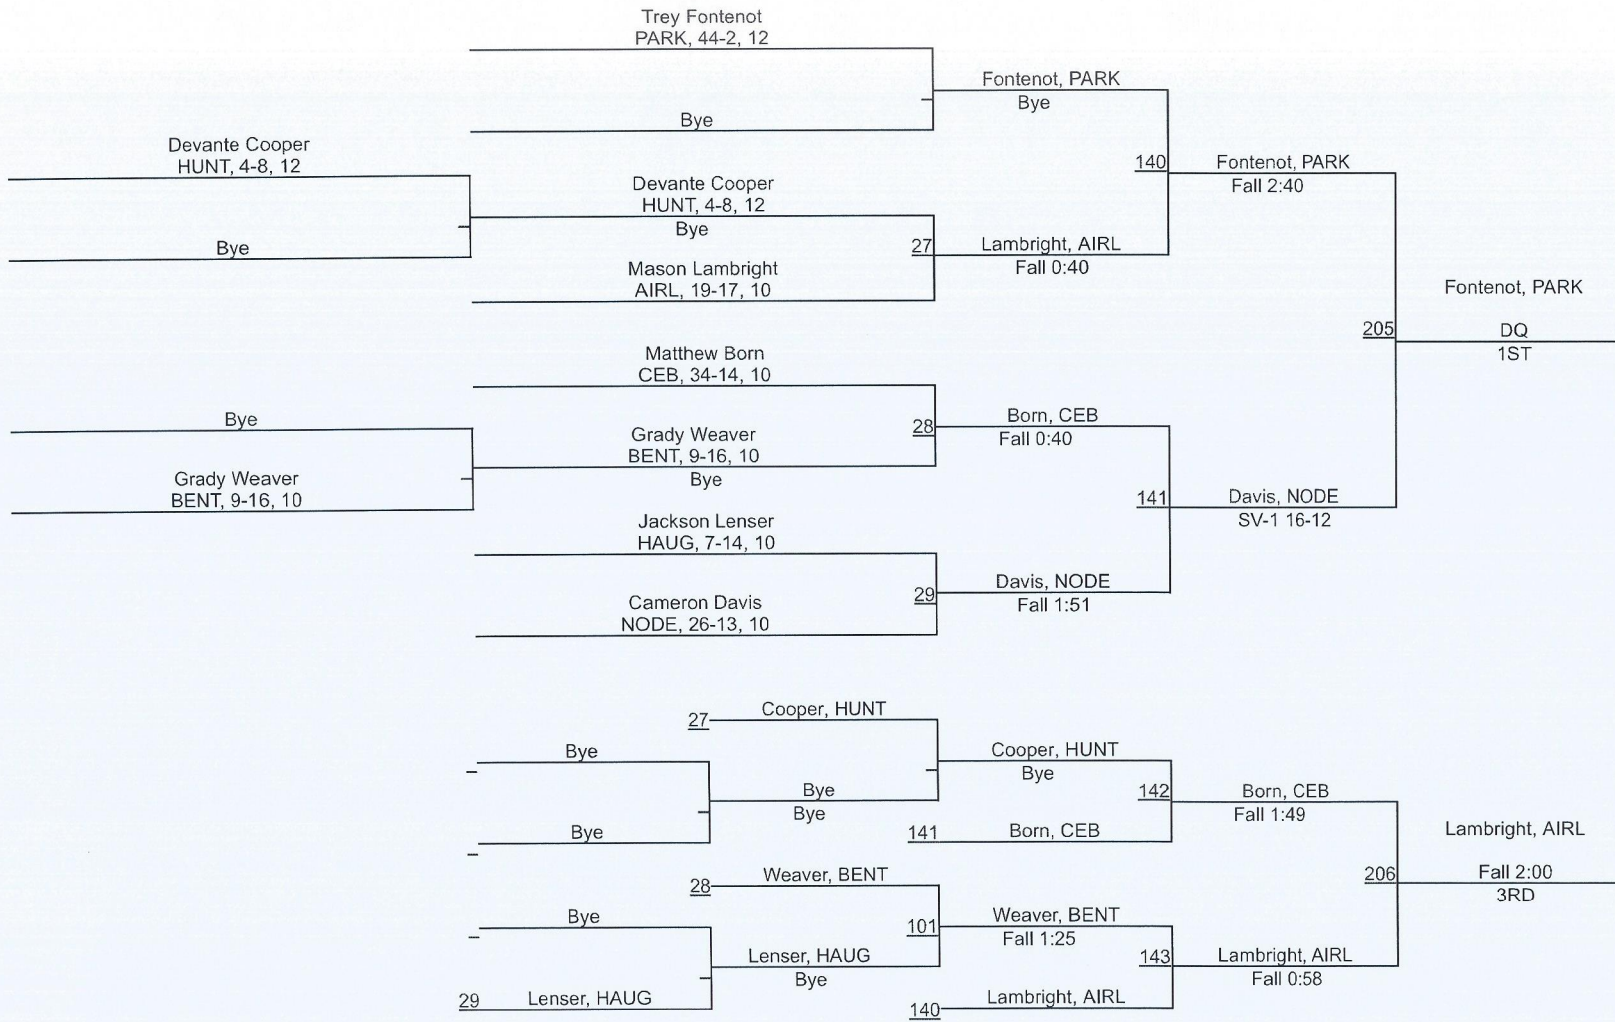 Trey Fontenot
PARK, 44-2, 12
Fontenot, PARK
Bye
Bye
Devante Cooper
HUNT, 4-8, 12
140
Fontenot, PARK
Fall 2:40
Devante Cooper
HUNT, 4-8, 12
Bye
Bye
27
Lambright, AIRL
Fall 0:40
Mason Lambright
AIRL, 19-17, 10
Fontenot, PARK
205
DQ
1ST
Matthew Born
CEB, 34-14, 10
Bye
28
Born, CEB
Fall 0:40
Grady Weaver
BENT, 9-16, 10
Bye
Grady Weaver
BENT, 9-16, 10
141
Davis, NODE
SV-1 16-12
Jackson Lenser
HAUG, 7-14, 10
29
Davis, NODE
Fall 1:51
Cameron Davis
NODE, 26-13, 10
27
Cooper, HUNT
Bye
Cooper, HUNT
Bye
142
Born, CEB
Fall 1:49
Bye
Bye
Bye
141
Born, CEB
Lambright, AIRL
206
Fall 2:00
3RD
28
Weaver, BENT
Bye
101
Weaver, BENT
Fall 1:25
143
Lambright, AIRL
Fall 0:58
Lenser, HAUG
Bye
29
Lenser, HAUG
140
Lambright, AIRL